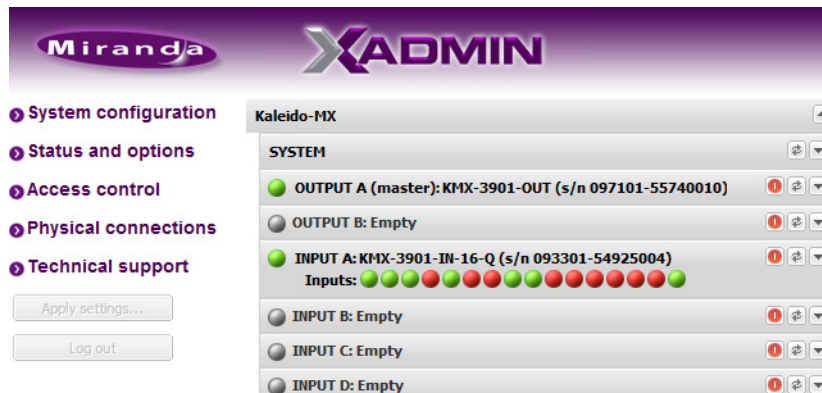 Miranda
XADMIN
System configuration
Status and options
Access control
Physical connections
Technical support
Apply settings...
Log out
Kaleido-MX
SYSTEM
OUTPUT A (master): KMX-3901-OUT (s/n 097101-55740010)
OUTPUT B: Empty
INPUT A: KMX-3901-IN-16-Q (s/n 093301-54925004)
Inputs:
INPUT B: Empty
INPUT C: Empty
INPUT D: Empty